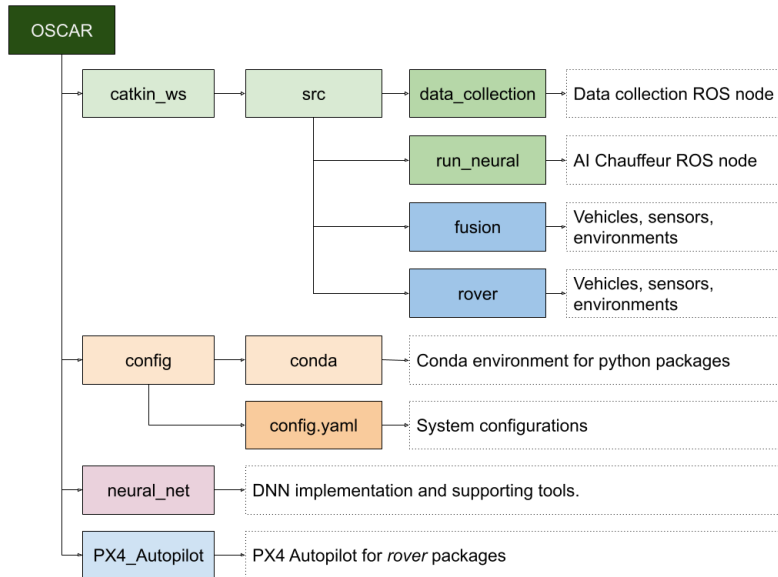 OSCAR
catkin_ws
src
data_collection
Data collection ROS node
run_neural
AI Chauffeur ROS node
fusion
Vehicles, sensors,
environments
rover
Vehicles, sensors,
environments
config
conda
Conda environment for python packages
config.yaml
System configurations
neural_net
DNN implementation and supporting tools.
PX4_Autopilot
PX4 Autopilot for rover packages